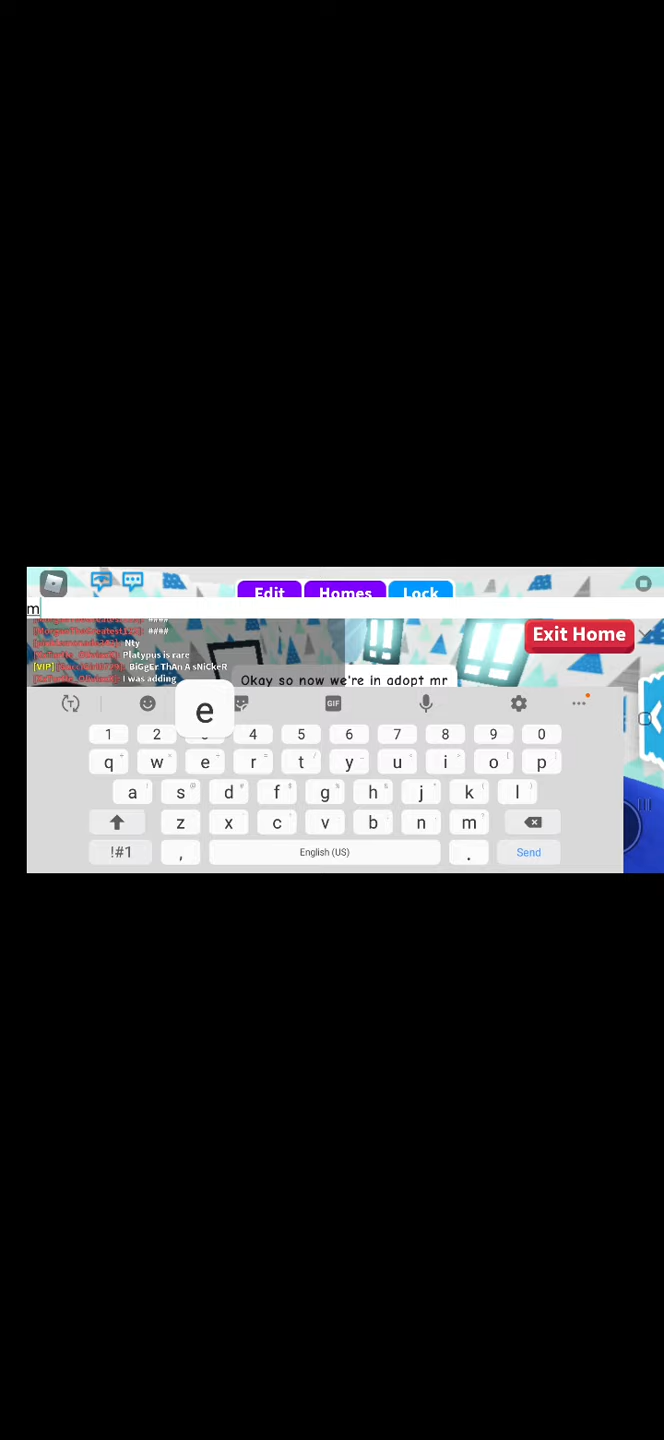 Edit Homes Lock
m
####
####
Exit Home
Nty
Platypus is rare
[VIP] BiGgEr ThAn A sNiCkeR
I was adding
Okay so now we're in adopt mr
e
GIF
1 2 4 5 6 7 8 9 0
q w e r t y u i o p
a s d f g h j k l
z x c v b n m
!#1 , English (US) . Send